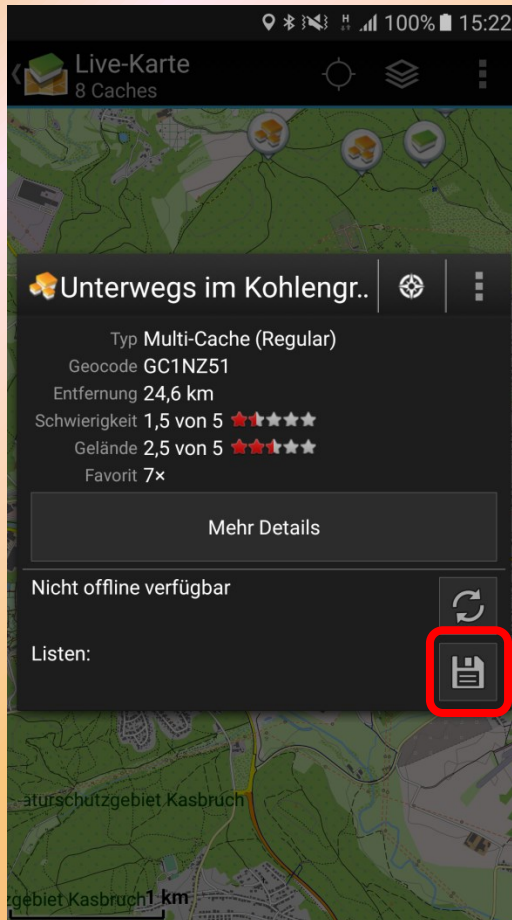 100% 15:22
Live-Karte
8 Caches
Unterwegs im Kohlengr..
Typ Multi-Cache (Regular)
Geocode GC1NZ51
Entfernung 24,6 km
Schwierigkeit 1,5 von 5
Gelände 2,5 von 5
Favorit 7×
Mehr Details
Nicht offline verfügbar
Listen:
aturschutzgebiet Kasbruch
zgebiet Kasbruch 1 km